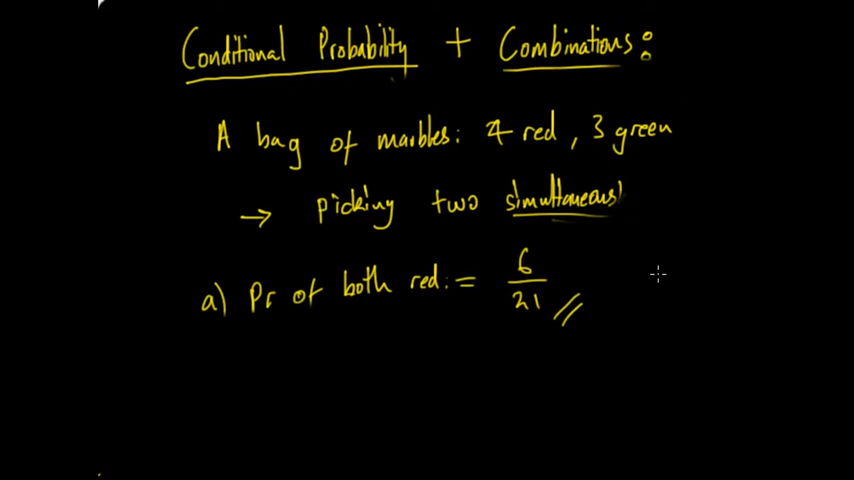 Conditional Probability + Combinations:
A bag of marbles: 4 red, 3 green
→ picking two simultaneous
a) Pr of both red: = 6/21 //